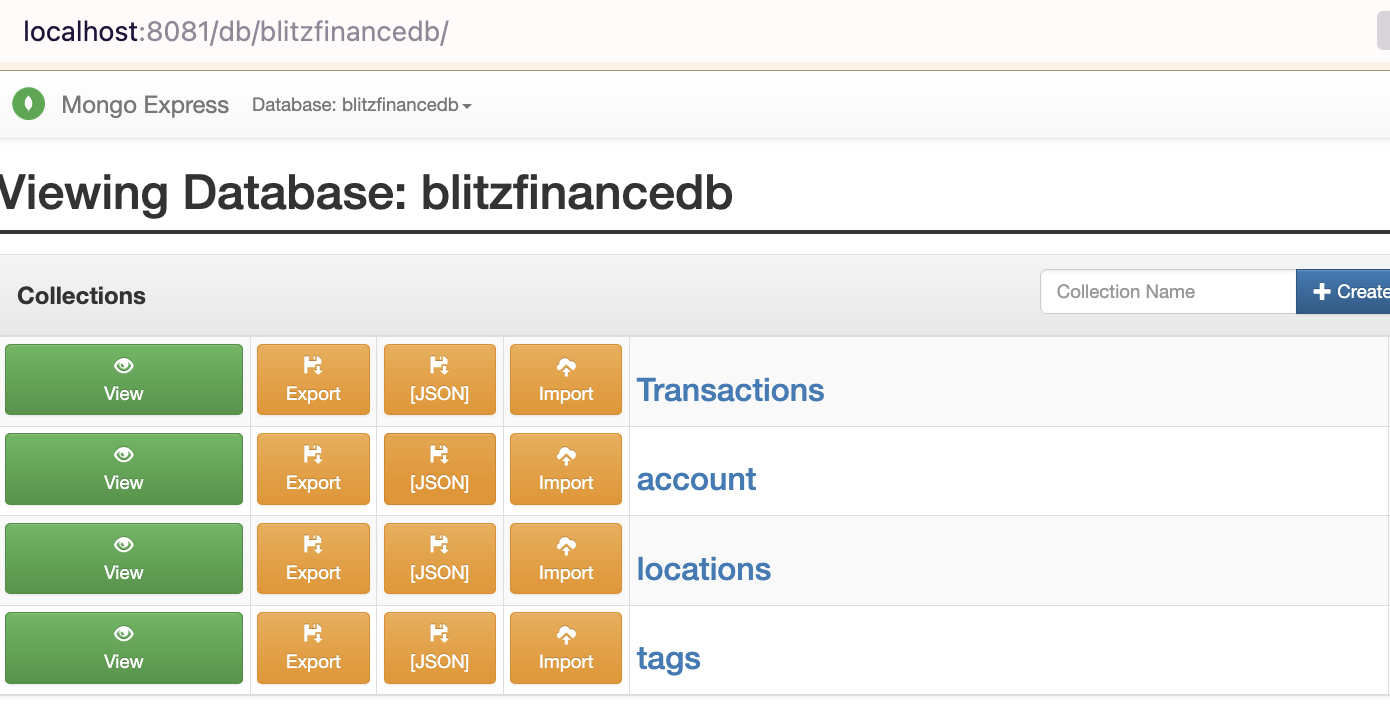 localhost:8081/db/blitzfinancedb/
Mongo Express Database: blitzfinancedb
Viewing Database: blitzfinancedb
Collections Collection Name Create
View Export [JSON] Import Transactions
View Export [JSON] Import account
View Export [JSON] Import locations
View Export [JSON] Import tags